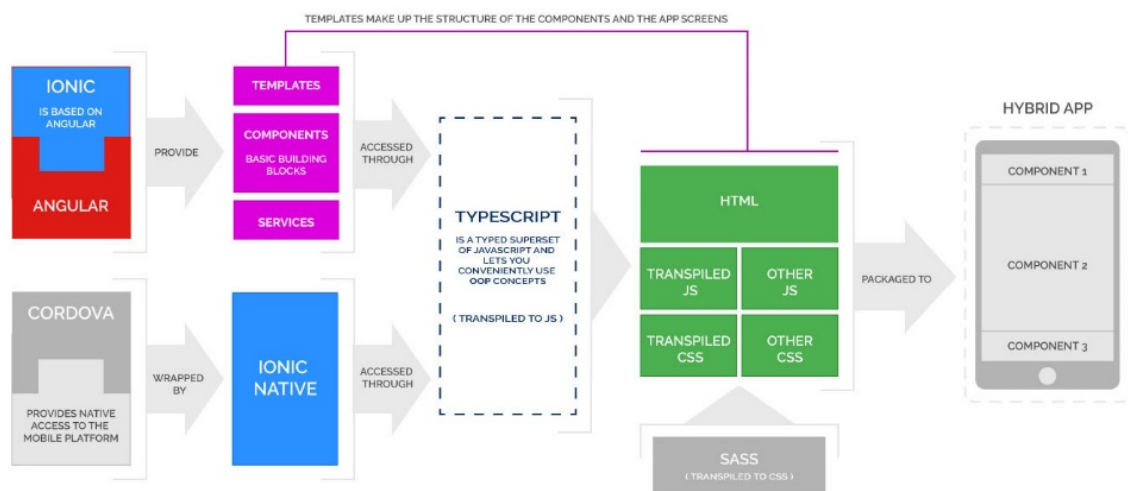 TEMPLATES MAKE UP THE STRUCTURE OF THE COMPONENTS AND THE APP SCREENS
IONIC
IS BASED ON
ANGULAR
ANGULAR
PROVIDE
TEMPLATES
COMPONENTS
BASIC BUILDING
BLOCKS
SERVICES
ACCESSED
THROUGH
CORDOVA
PROVIDES NATIVE
ACCESS TO THE
MOBILE PLATFORM
WRAPPED
BY
IONIC
NATIVE
ACCESSED
THROUGH
TYPESCRIPT
IS A TYPED SUPERSET
OF JAVASCRIPT AND
LETS YOU
CONVENIENTLY USE
OOP CONCEPTS
( TRANSPILED TO JS )
HTML
TRANSPILED
JS
OTHER
JS
TRANSPILED
CSS
OTHER
CSS
SASS
( TRANSPILED TO CSS )
PACKAGED TO
HYBRID APP
COMPONENT 1
COMPONENT 2
COMPONENT 3